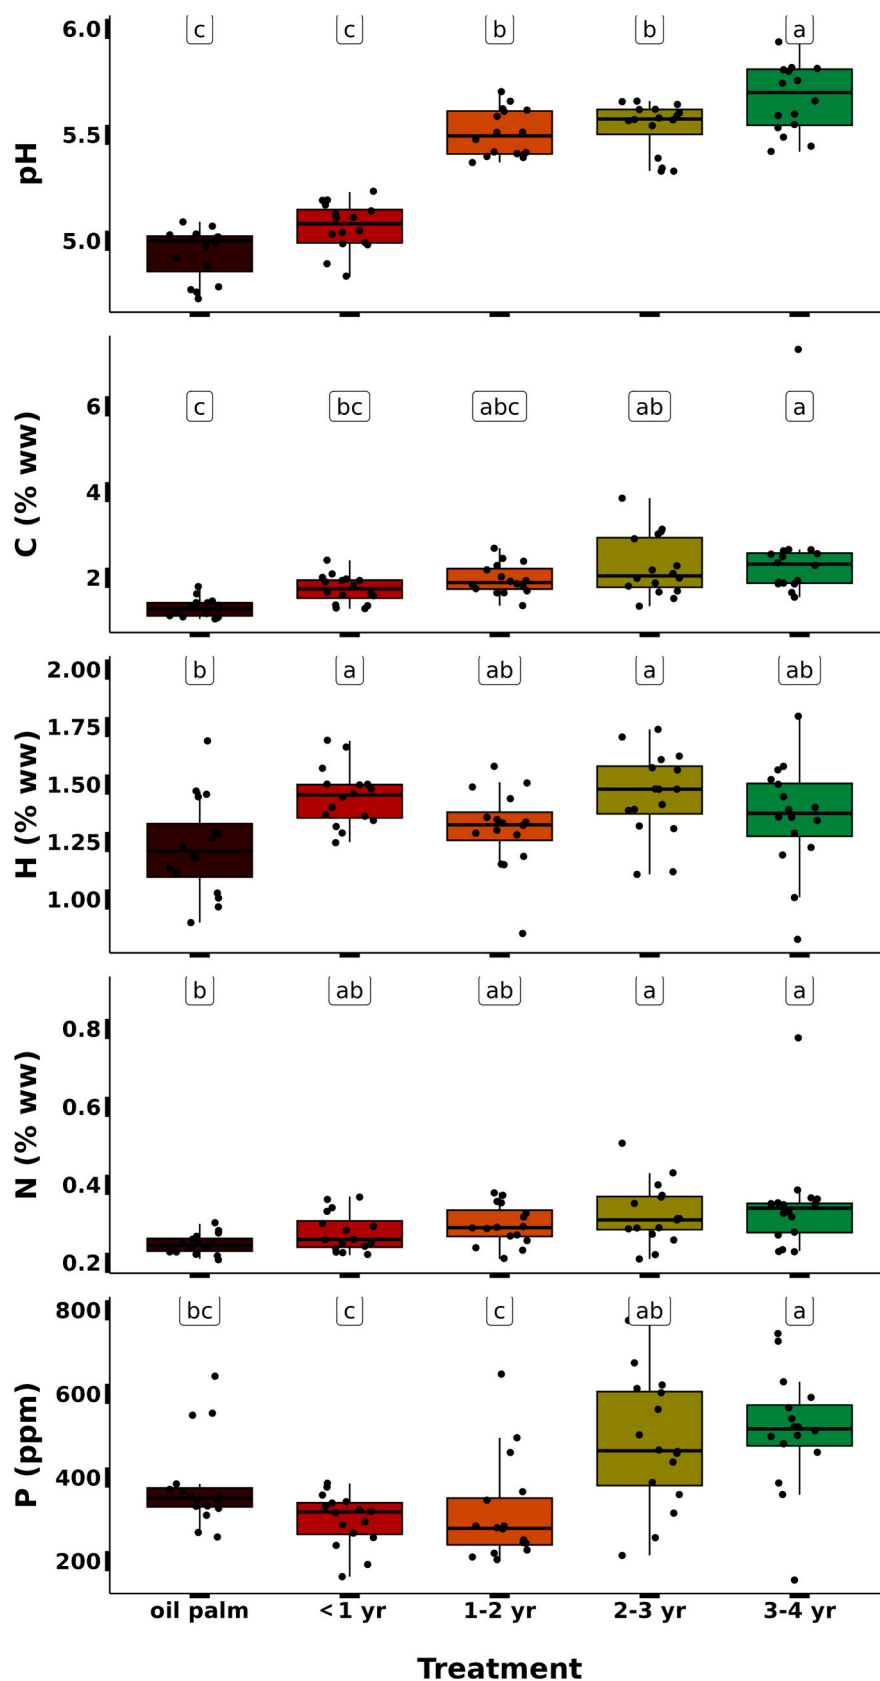 6.0 c c b b a
5.5
5.0
pH
6 c bc abc ab a
4
2
C (% ww)
2.00 b a ab a ab
1.75
1.50
1.25
1.00
H (% ww)
b ab ab a a
0.8
0.6
0.4
0.2
N (% ww)
800 bc c c ab a
600
400
200
P (ppm)
oil palm <1 yr 1-2 yr 2-3 yr 3-4 yr
Treatment